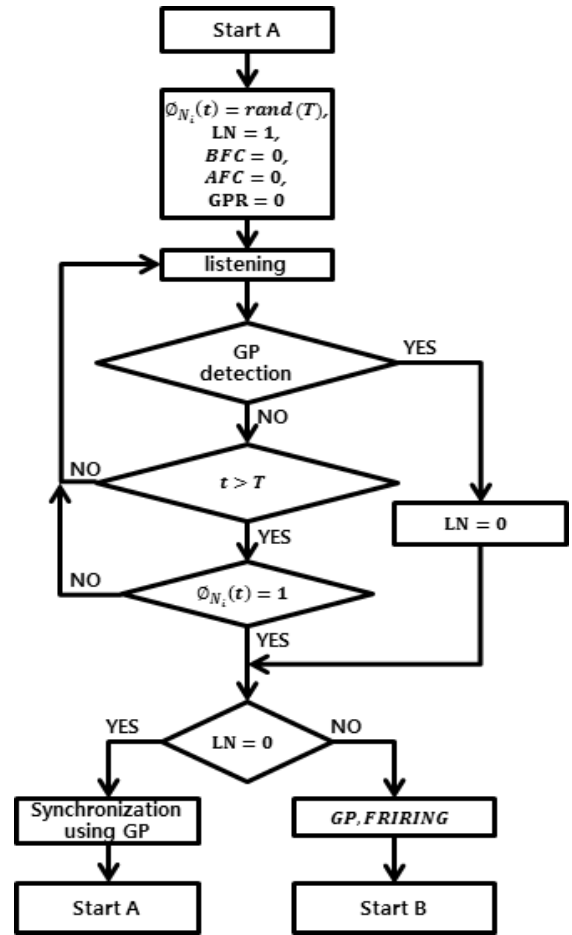 Start A
∅_{N_i}(t) = rand(T),
LN = 1,
BFC = 0,
AFC = 0,
GPR = 0
listening
GP
detection
YES
NO
t > T
NO
YES
LN = 0
∅_{N_i}(t) = 1
NO
YES
LN = 0
YES
NO
Synchronization
using GP
GP, FRIRING
Start A
Start B